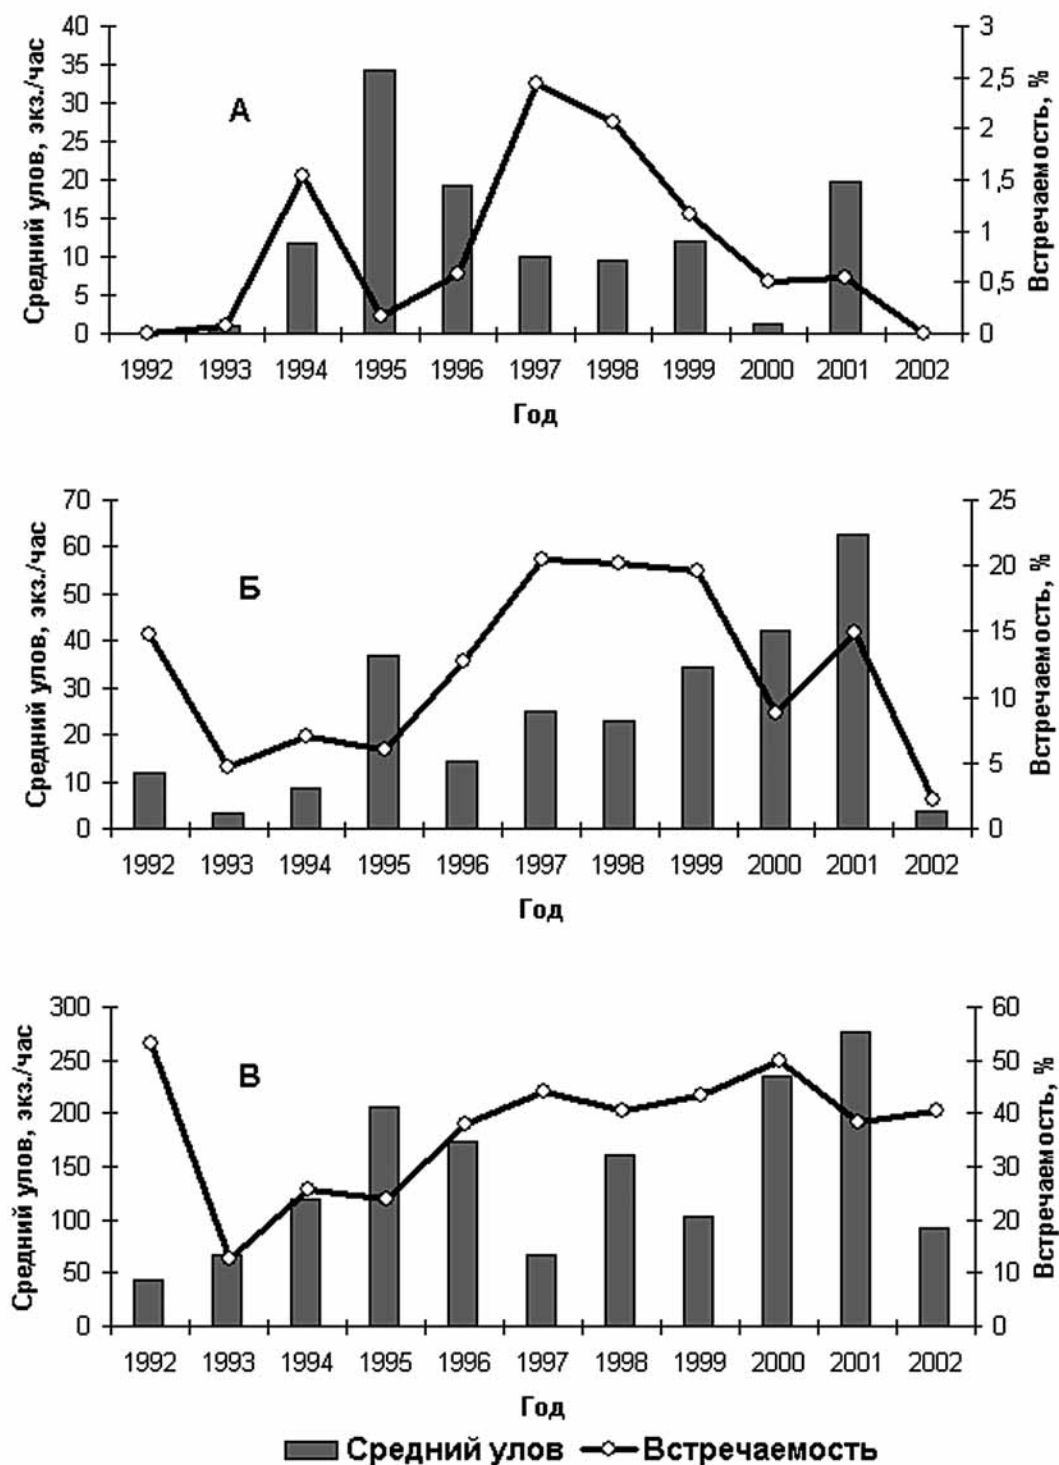 40
35
30
25
20
15
10
5
0
3
2,5
2
1,5
1
0,5
0
Средний улов, экз./час
Встречаемость, %
А
1992 1993 1994 1995 1996 1997 1998 1999 2000 2001 2002
Год
70
60
50
40
30
20
10
0
25
20
15
10
5
0
Средний улов, экз./час
Встречаемость, %
Б
1992 1993 1994 1995 1996 1997 1998 1999 2000 2001 2002
Год
300
250
200
150
100
50
0
60
50
40
30
20
10
0
Средний улов, экз./час
Встречаемость, %
В
1992 1993 1994 1995 1996 1997 1998 1999 2000 2001 2002
Год
Средний улов Встречаемость